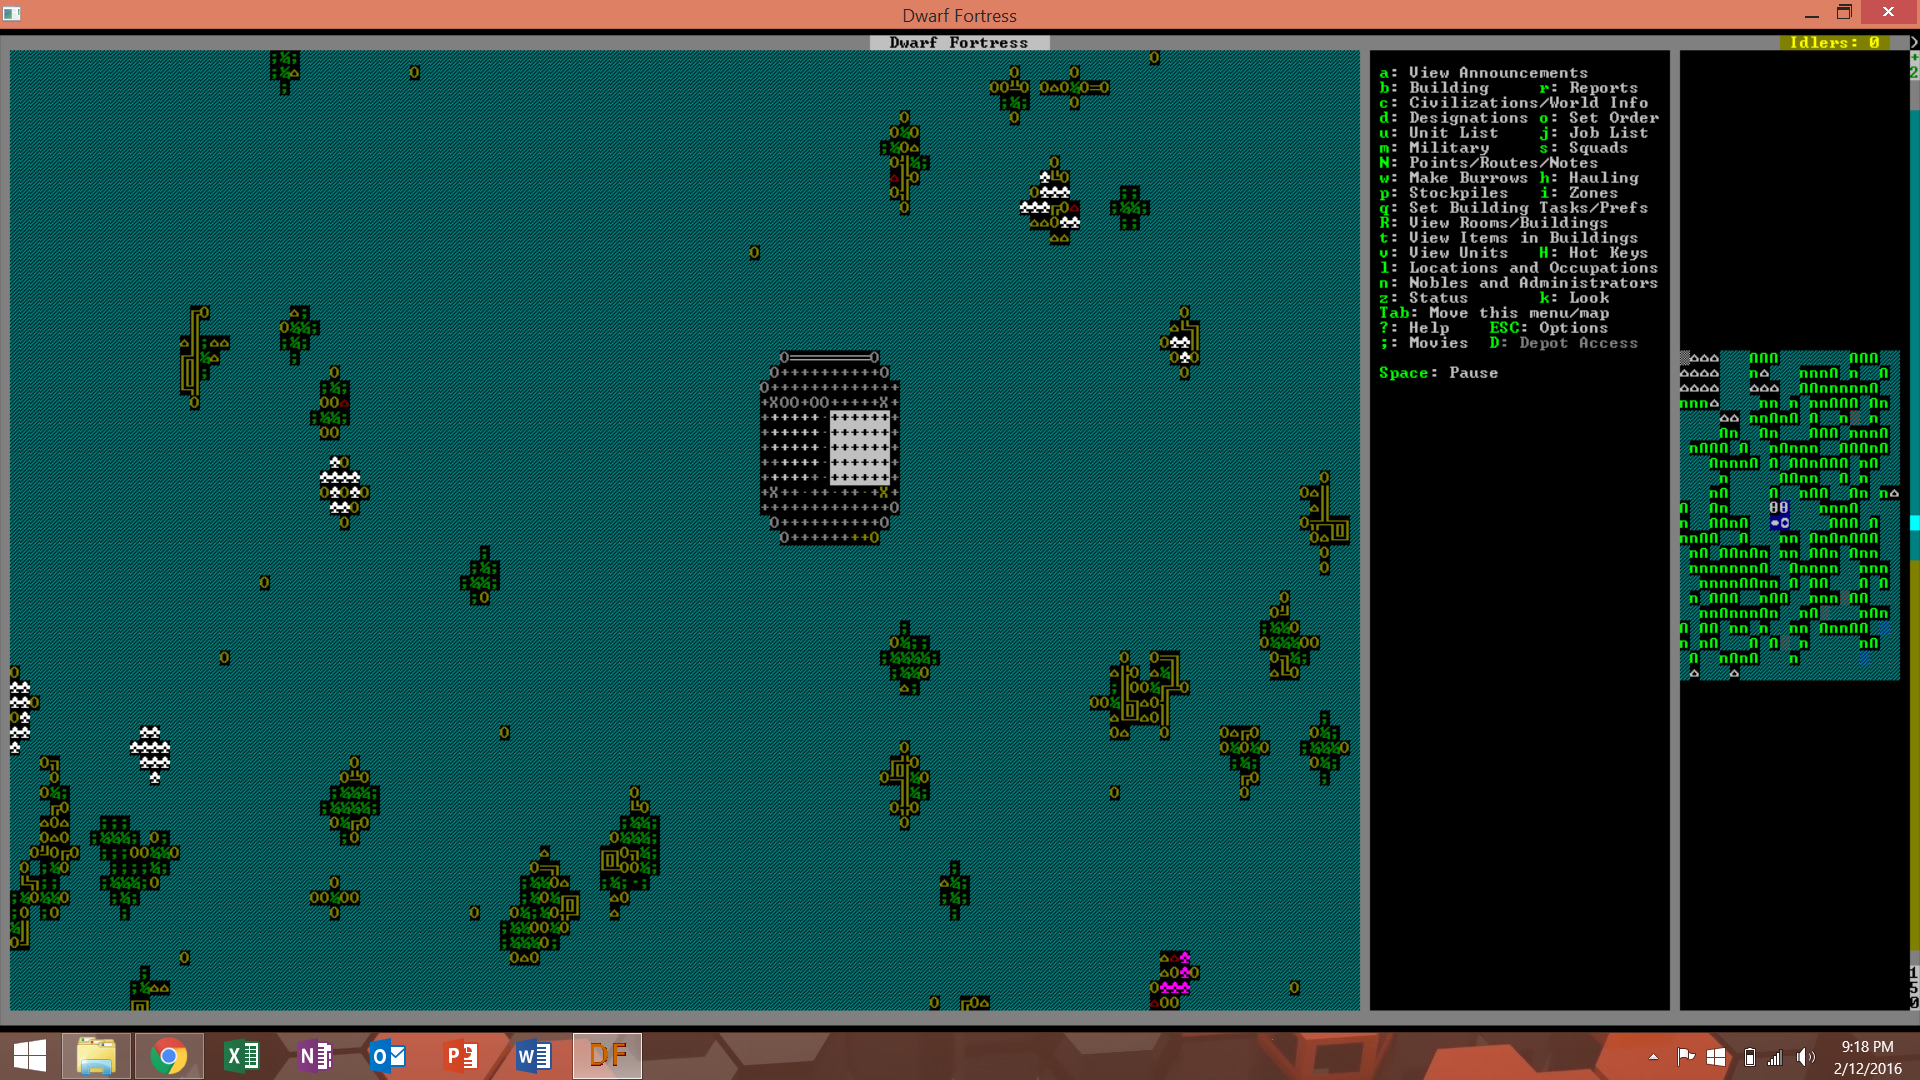 Dwarf Fortress
Dwarf Fortress
Idlers: 0
a: View Announcements
b: Building r: Reports
c: Civilizations/World Info
d: Designations o: Set Order
u: Unit List j: Job List
m: Military s: Squads
N: Points/Routes/Notes
w: Make Burrows h: Hauling
p: Stockpiles i: Zones
q: Set Building Tasks/Prefs
R: View Rooms/Buildings
t: View Items in Buildings
v: View Units H: Hot Keys
l: Locations and Occupations
n: Nobles and Administrators
z: Status k: Look
Tab: Move this menu/map
?: Help ESC: Options
;: Movies D: Depot Access
Space: Pause
+2
150
DF
9:18 PM
2/12/2016